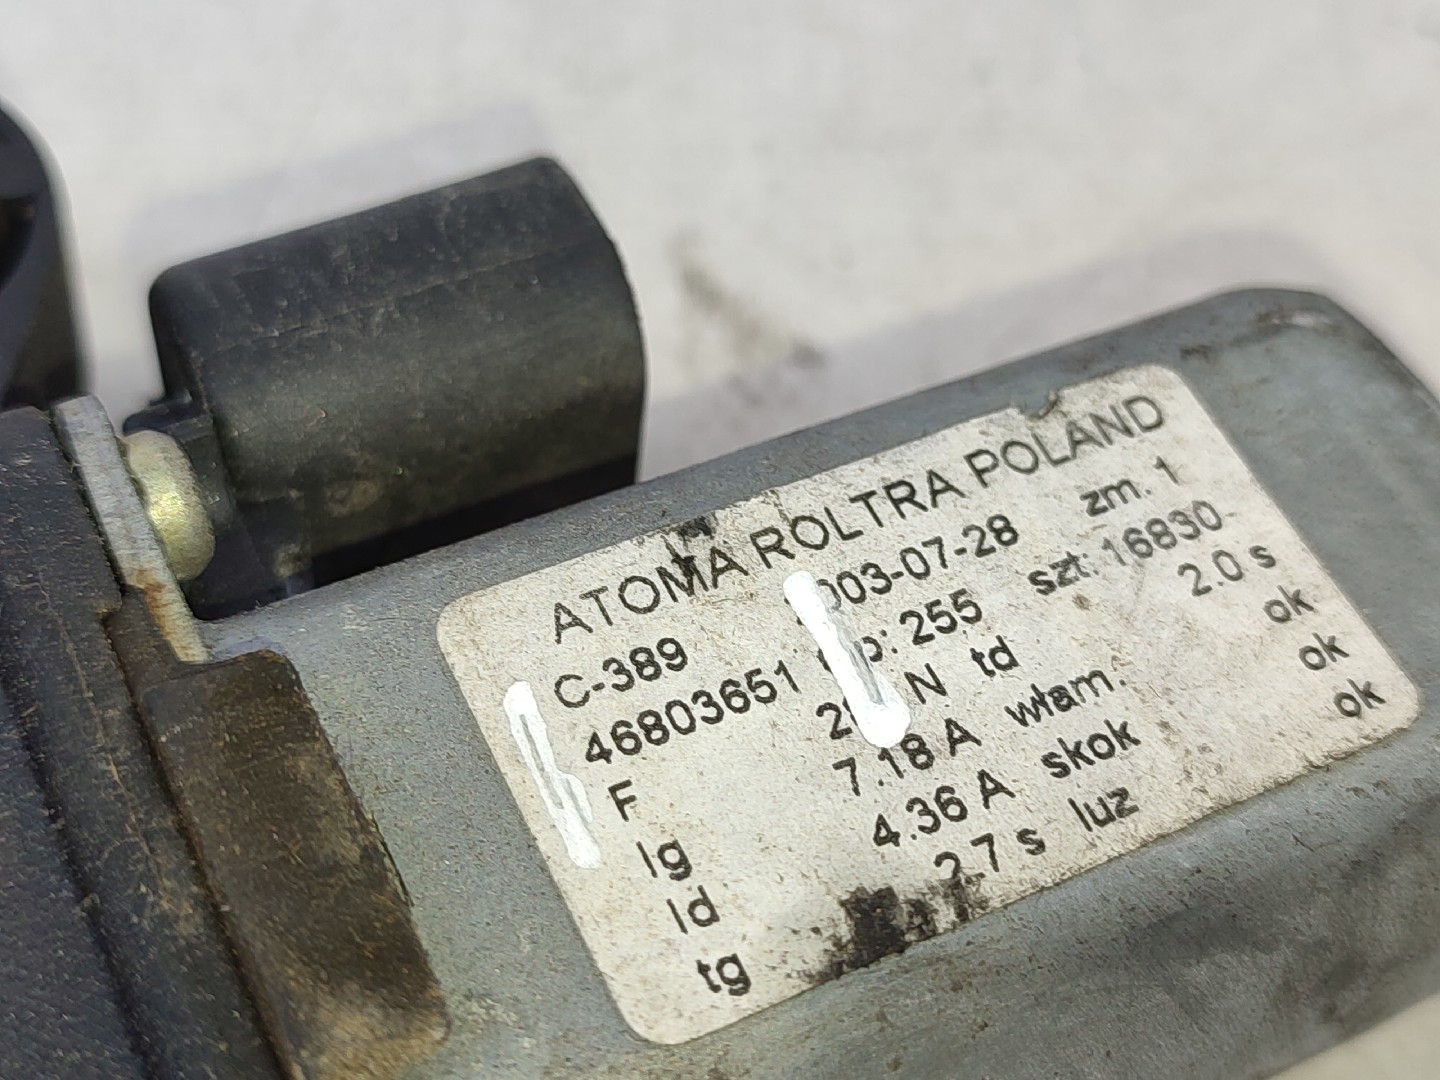 ATOMA ROLTRA POLAND
C-389 003-07-28 zm. 1
46803651 255 szt: 16830
F N td 2.0 s
Ig 7.18 A włam. ok
Id 4.36 A skok ok
tg 2.7 s luz ok